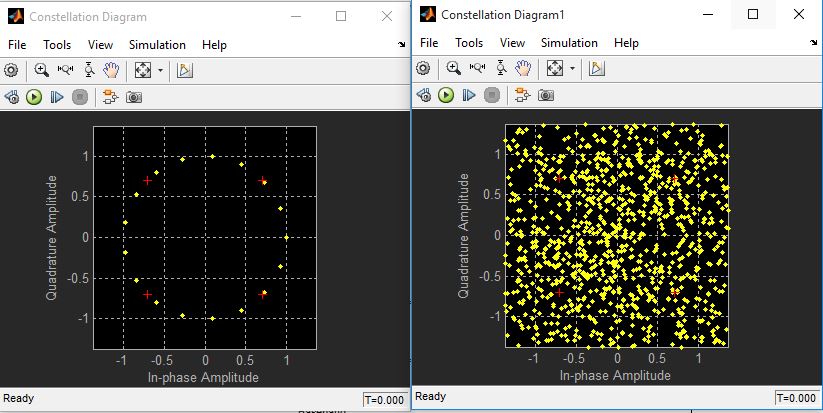 Constellation Diagram
File Tools View Simulation Help
1
0.5
0
-0.5
-1
Quadrature Amplitude
-1 -0.5 0 0.5 1
In-phase Amplitude
Ready T=0.000
Constellation Diagram1
File Tools View Simulation Help
1
0.5
0
-0.5
-1
Quadrature Amplitude
-1 -0.5 0 0.5 1
In-phase Amplitude
Ready T=0.000